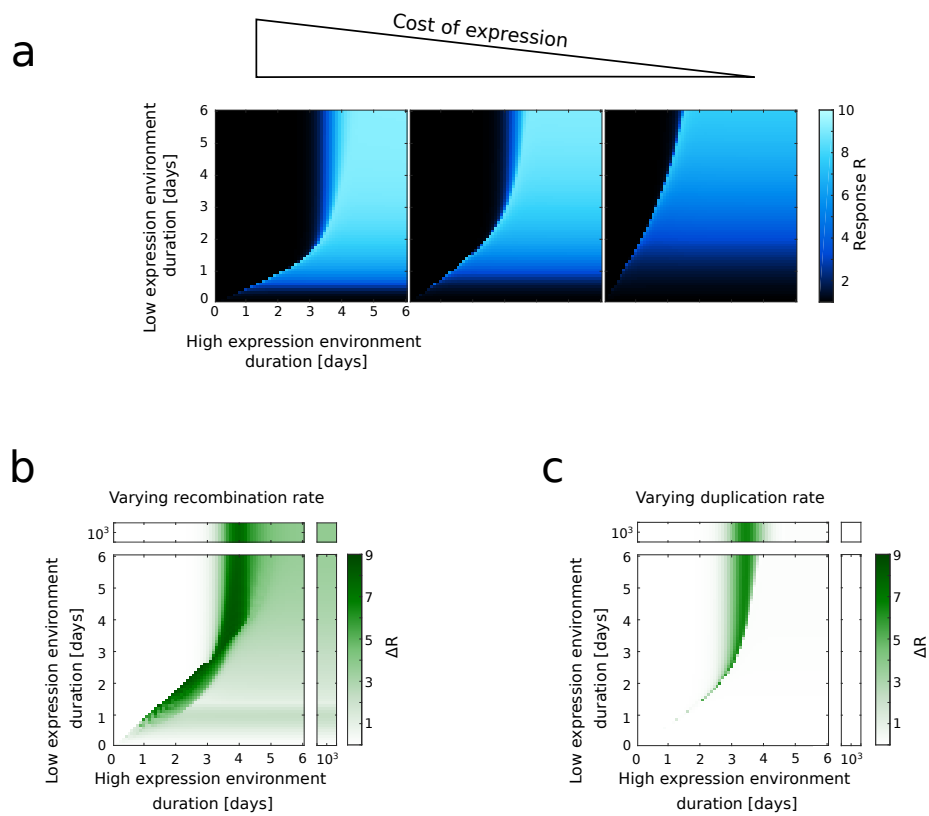 a
Cost of expression
Low expression environment
duration [days]
6
5
4
3
2
1
0
0 1 2 3 4 5 6
High expression environment
duration [days]
10
8
6
4
2
Response R
b
Varying recombination rate
10³
6
5
4
3
2
1
0
Low expression environment
duration [days]
0 1 2 3 4 5 6 10³
High expression environment
duration [days]
9
7
5
3
1
ΔR
c
Varying duplication rate
10³
6
5
4
3
2
1
0
Low expression environment
duration [days]
0 1 2 3 4 5 6 10³
High expression environment
duration [days]
9
7
5
3
1
ΔR